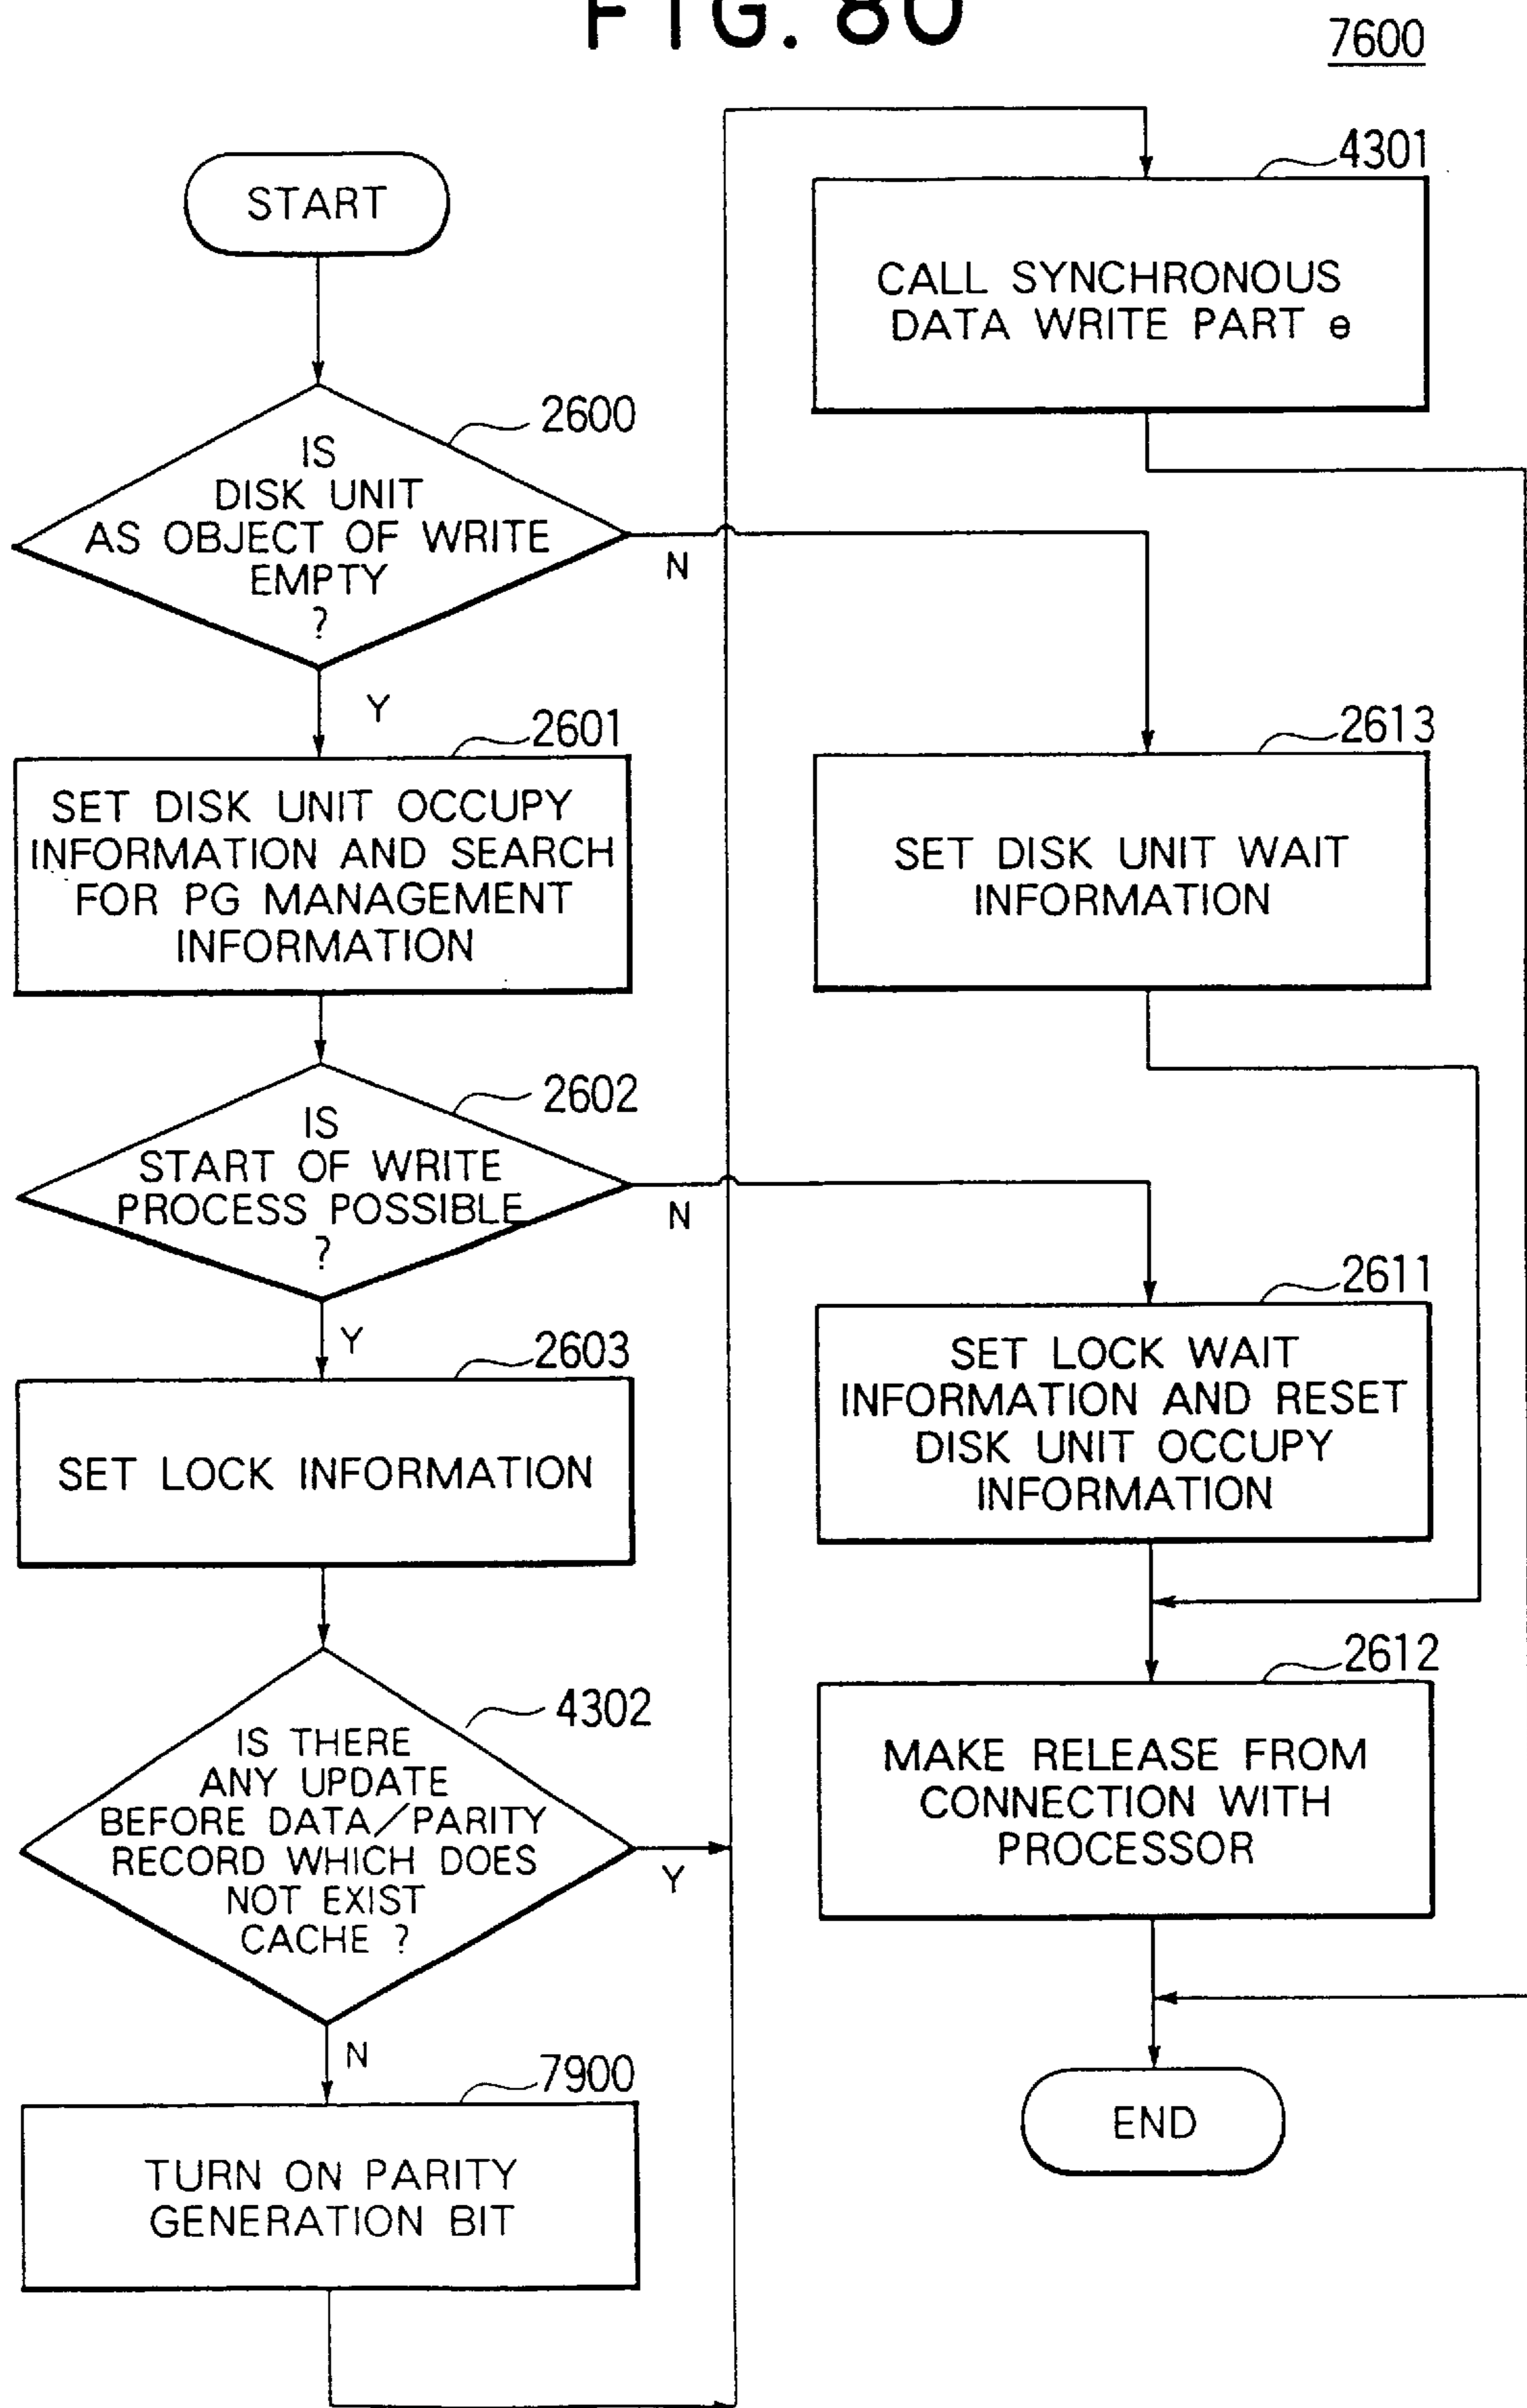 FIG. 80
7600
START
2600
IS
DISK UNIT
AS OBJECT OF WRITE
EMPTY
?
N
Y
2601
SET DISK UNIT OCCUPY
INFORMATION AND SEARCH
FOR PG MANAGEMENT
INFORMATION
2602
IS
START OF WRITE
PROCESS POSSIBLE
?
N
Y
2603
SET LOCK INFORMATION
4302
IS THERE
ANY UPDATE
BEFORE DATA/PARITY
RECORD WHICH DOES
NOT EXIST
CACHE ?
Y
N
7900
TURN ON PARITY
GENERATION BIT
4301
CALL SYNCHRONOUS
DATA WRITE PART e
2613
SET DISK UNIT WAIT
INFORMATION
2611
SET LOCK WAIT
INFORMATION AND RESET
DISK UNIT OCCUPY
INFORMATION
2612
MAKE RELEASE FROM
CONNECTION WITH
PROCESSOR
END